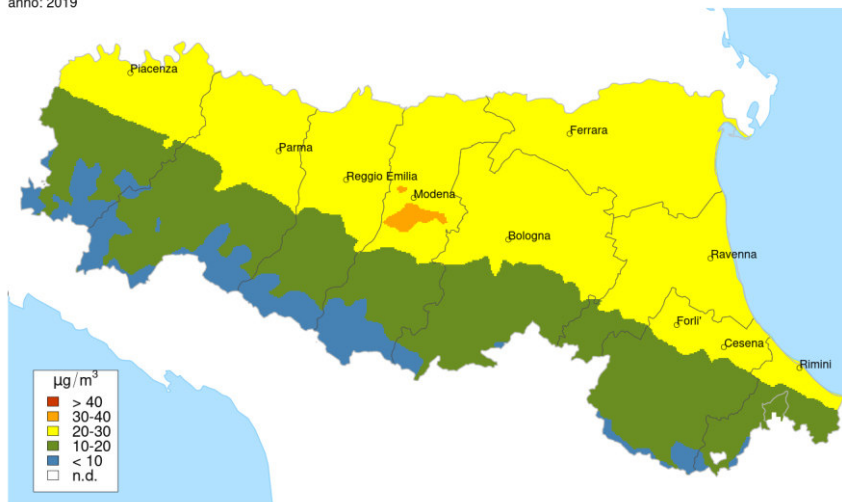 anno: 2019
Piacenza
Ferrara
Parma
Reggio Emilia
Modena
Bologna
Ravenna
Forli'
Cesena
Rimini
µg/m³
> 40
30-40
20-30
10-20
< 10
n.d.